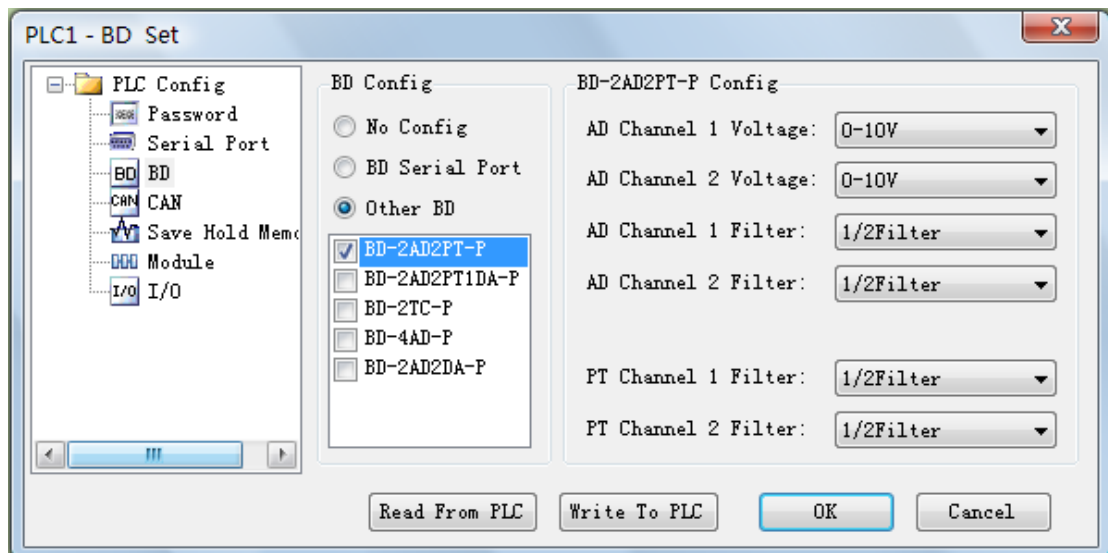 PLC1 - BD Set
PLC Config
Password
Serial Port
BD BD
CAN CAN
Save Hold Memo
Module
I/O I/O
BD Config
No Config
BD Serial Port
Other BD
BD-2AD2PT-P
BD-2AD2PT1DA-P
BD-2TC-P
BD-4AD-P
BD-2AD2DA-P
BD-2AD2PT-P Config
AD Channel 1 Voltage: 0-10V
AD Channel 2 Voltage: 0-10V
AD Channel 1 Filter: 1/2Filter
AD Channel 2 Filter: 1/2Filter
PT Channel 1 Filter: 1/2Filter
PT Channel 2 Filter: 1/2Filter
Read From PLC Write To PLC OK Cancel